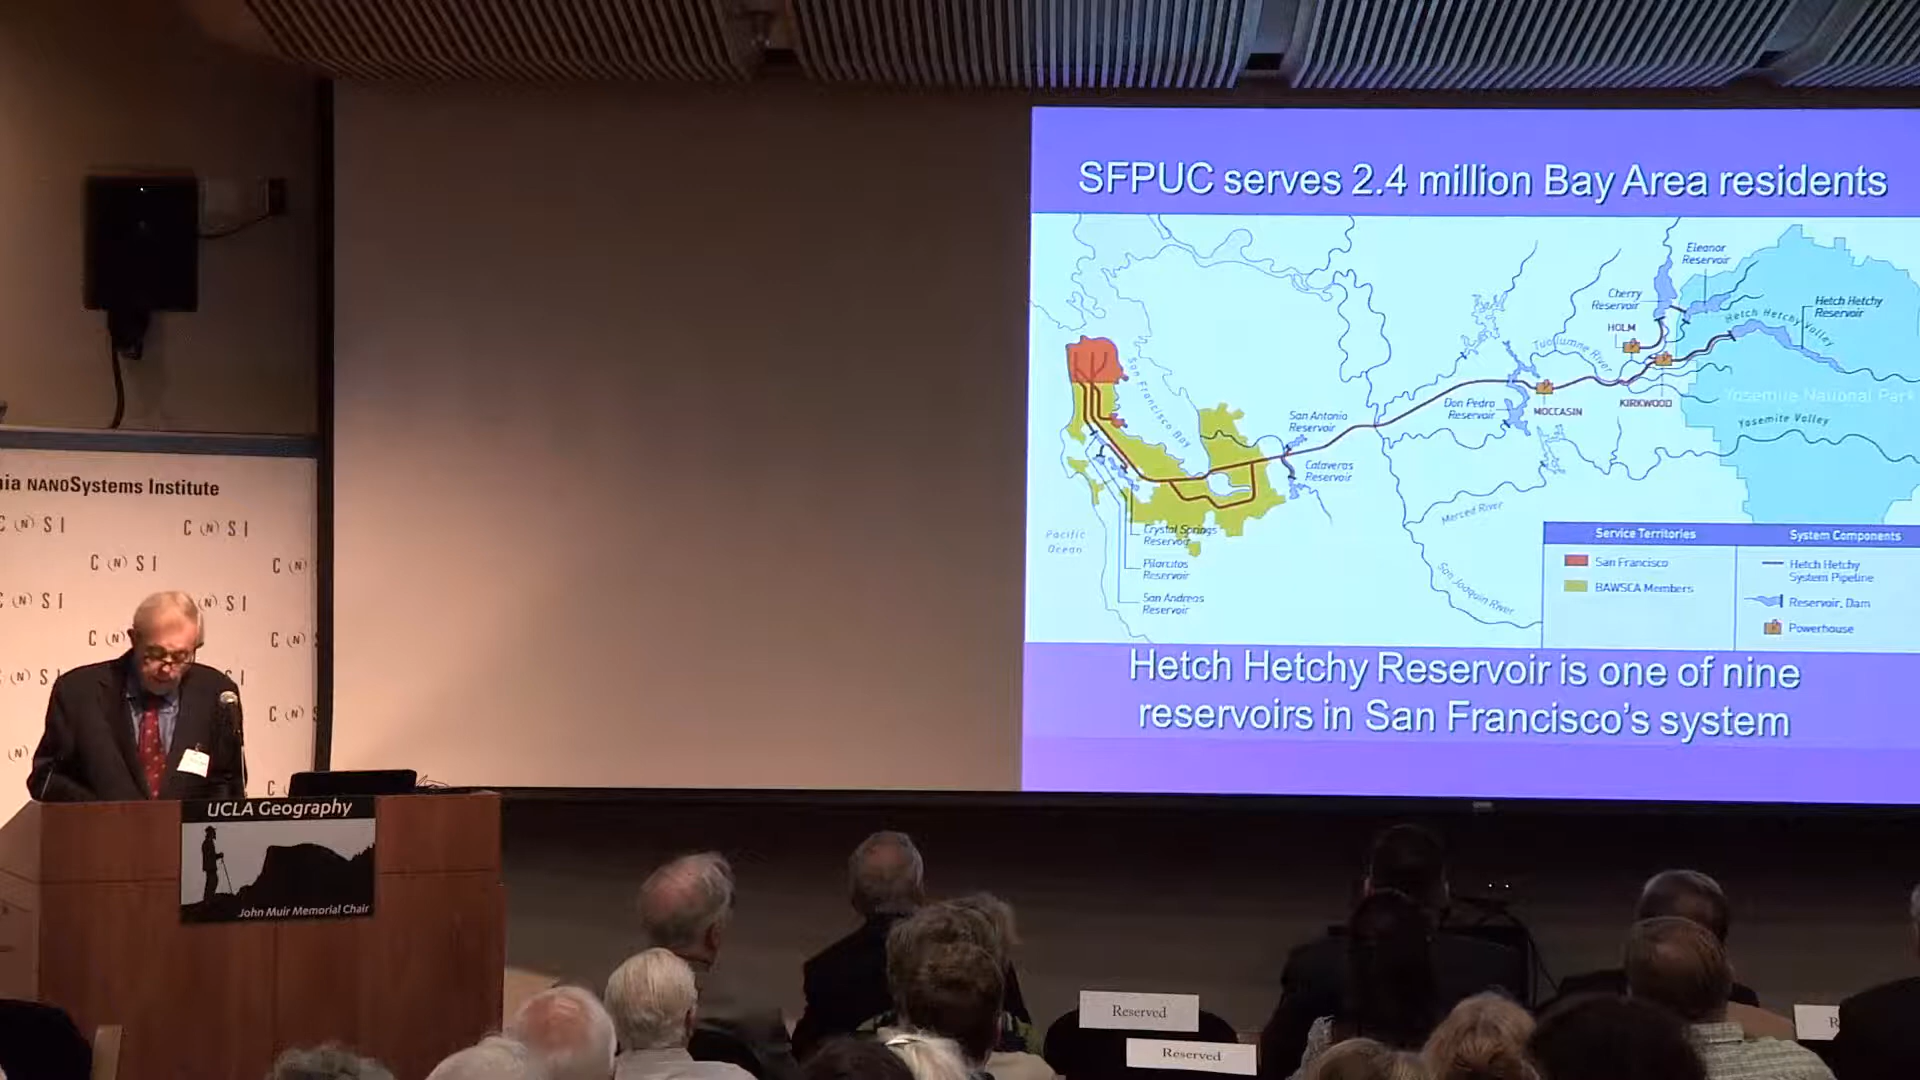 SFPUC serves 2.4 million Bay Area residents
Eleanor
Reservoir
Cherry
Reservoir
Hetch Hetchy
Reservoir
HOLM
Hetch Hetchy Valley
Tuolumne River
San Francisco Bay
Don Pedro
Reservoir
MOCCASIN
KIRKWOOD
Yosemite National Park
Yosemite Valley
San Antonio
Reservoir
Calaveras
Reservoir
Merced River
San Joaquin River
Pacific
Ocean
Crystal Springs
Reservoir
Pilarcitos
Reservoir
San Andreas
Reservoir
Service Territories
San Francisco
BAWSCA Members
System Components
Hetch Hetchy
System Pipeline
Reservoir, Dam
Powerhouse
Hetch Hetchy Reservoir is one of nine
reservoirs in San Francisco's system
nia NANOSystems Institute
C N S I
C N S I
C N S I
C N
N S I
N S I
C N
C N
N S
C N S
N
C
UCLA Geography
John Muir Memorial Chair
Reserved
Reserved
R